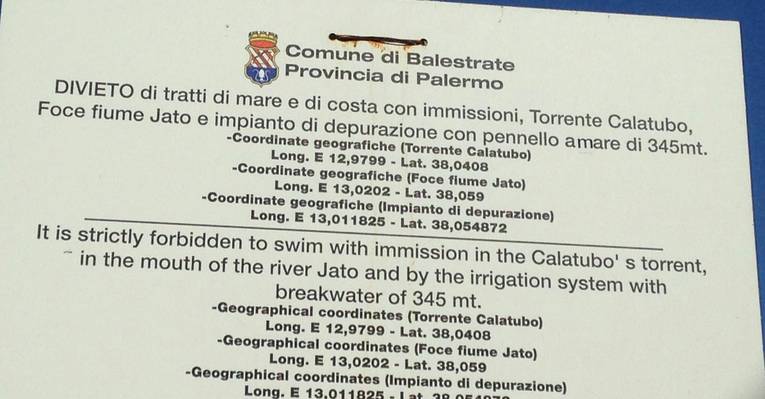 Comune di Balestrate
Provincia di Palermo
DIVIETO di tratti di mare e di costa con immissioni, Torrente Calatubo,
Foce fiume Jato e impianto di depurazione con pennello amare di 345mt.
-Coordinate geografiche (Torrente Calatubo)
Long. E 12,9799 - Lat. 38,0408
-Coordinate geografiche (Foce fiume Jato)
Long. E 13,0202 - Lat. 38,059
-Coordinate geografiche (Impianto di depurazione)
Long. E 13,011825 - Lat. 38,054872
It is strictly forbidden to swim with immission in the Calatubo' s torrent,
in the mouth of the river Jato and by the irrigation system with
breakwater of 345 mt.
-Geographical coordinates (Torrente Calatubo)
Long. E 12,9799 - Lat. 38,0408
-Geographical coordinates (Foce fiume Jato)
Long. E 13,0202 - Lat. 38,059
-Geographical coordinates (Impianto di depurazione)
Long. E 13,011825 - Lat. 38,054872